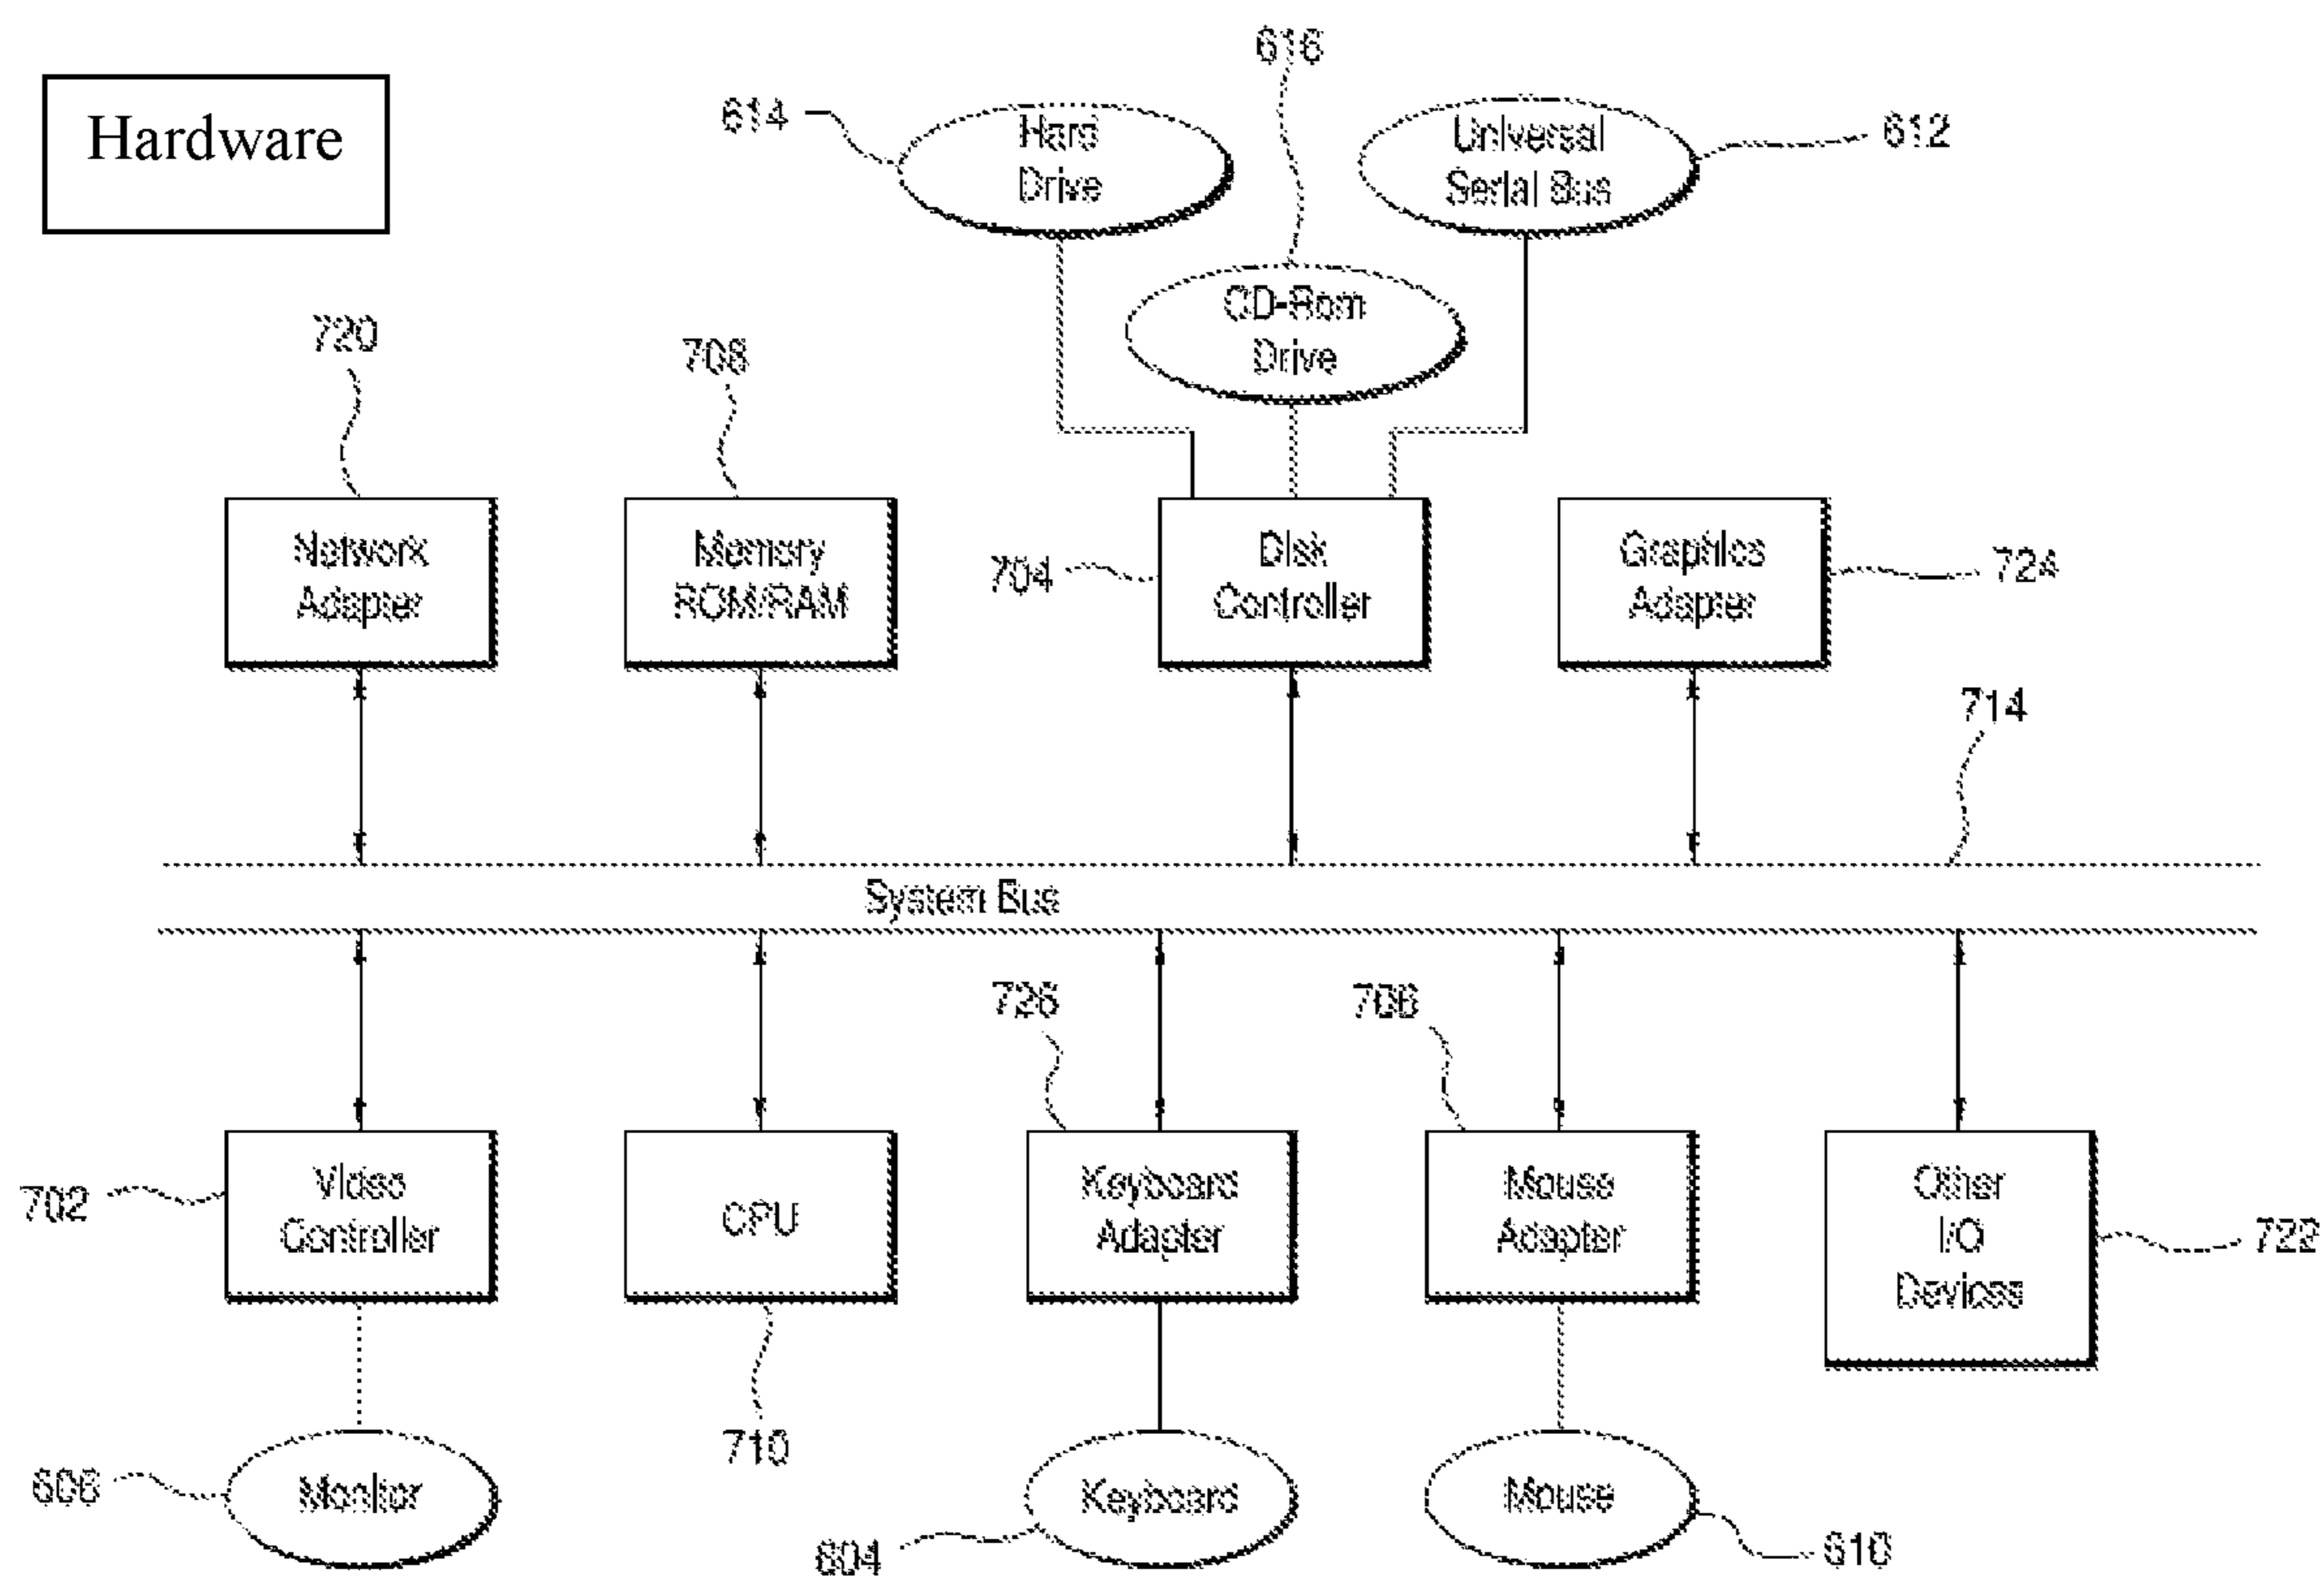 616
Hardware
614
Hard
Drive
Universal
Serial Bus
612
CD-Rom
Drive
720
708
Network
Adapter
Memory
ROM/RAM
704
Disk
Controller
Graphics
Adapter
724
714
System Bus
726
706
702
Video
Controller
CPU
Keyboard
Adapter
Mouse
Adapter
Other
I/O
Devices
722
710
606
Monitor
Keyboard
Mouse
604
610